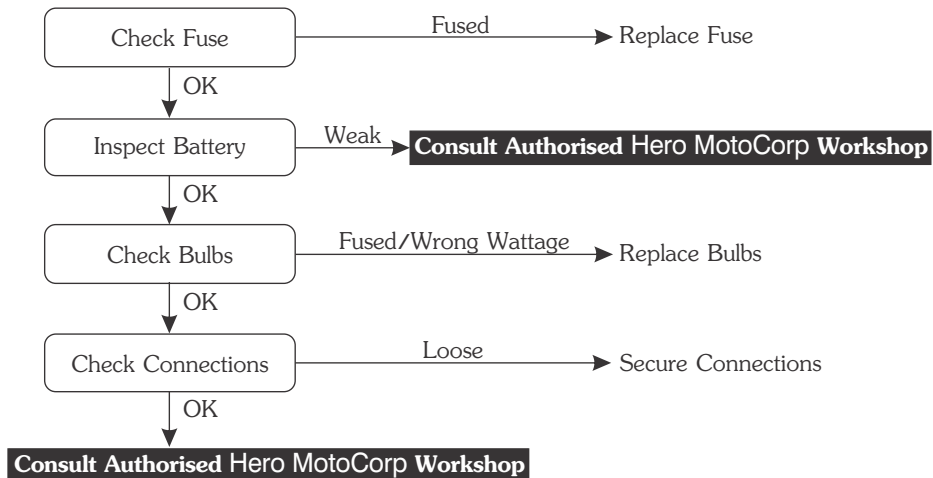 Check Fuse
Fused
Replace Fuse
OK
Inspect Battery
Weak
Consult Authorised Hero MotoCorp Workshop
OK
Check Bulbs
Fused/Wrong Wattage
Replace Bulbs
OK
Check Connections
Loose
Secure Connections
OK
Consult Authorised Hero MotoCorp Workshop